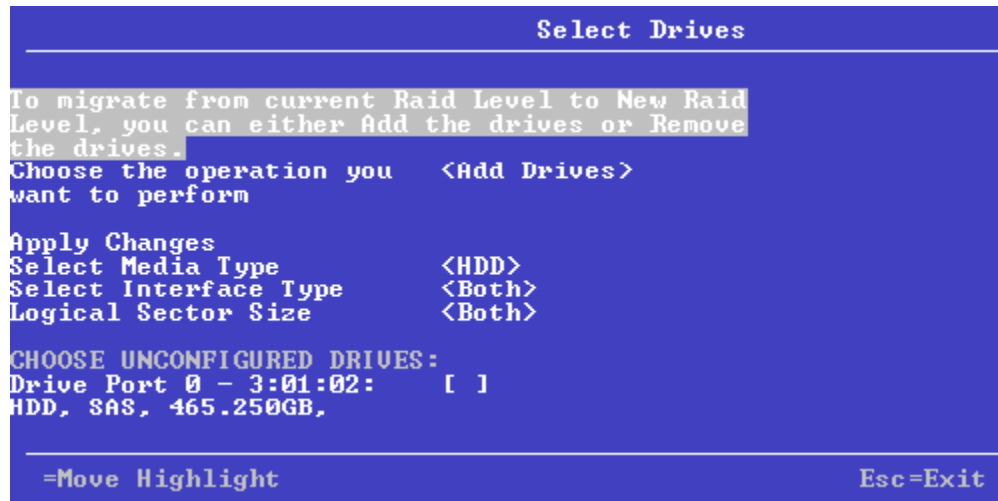 Select Drives
To migrate from current Raid Level to New Raid
Level, you can either Add the drives or Remove
the drives.
Choose the operation you <Add Drives>
want to perform
Apply Changes
Select Media Type <HDD>
Select Interface Type <Both>
Logical Sector Size <Both>
CHOOSE UNCONFIGURED DRIVES:
Drive Port 0 - 3:01:02: [ ]
HDD, SAS, 465.250GB,
=Move Highlight Esc=Exit